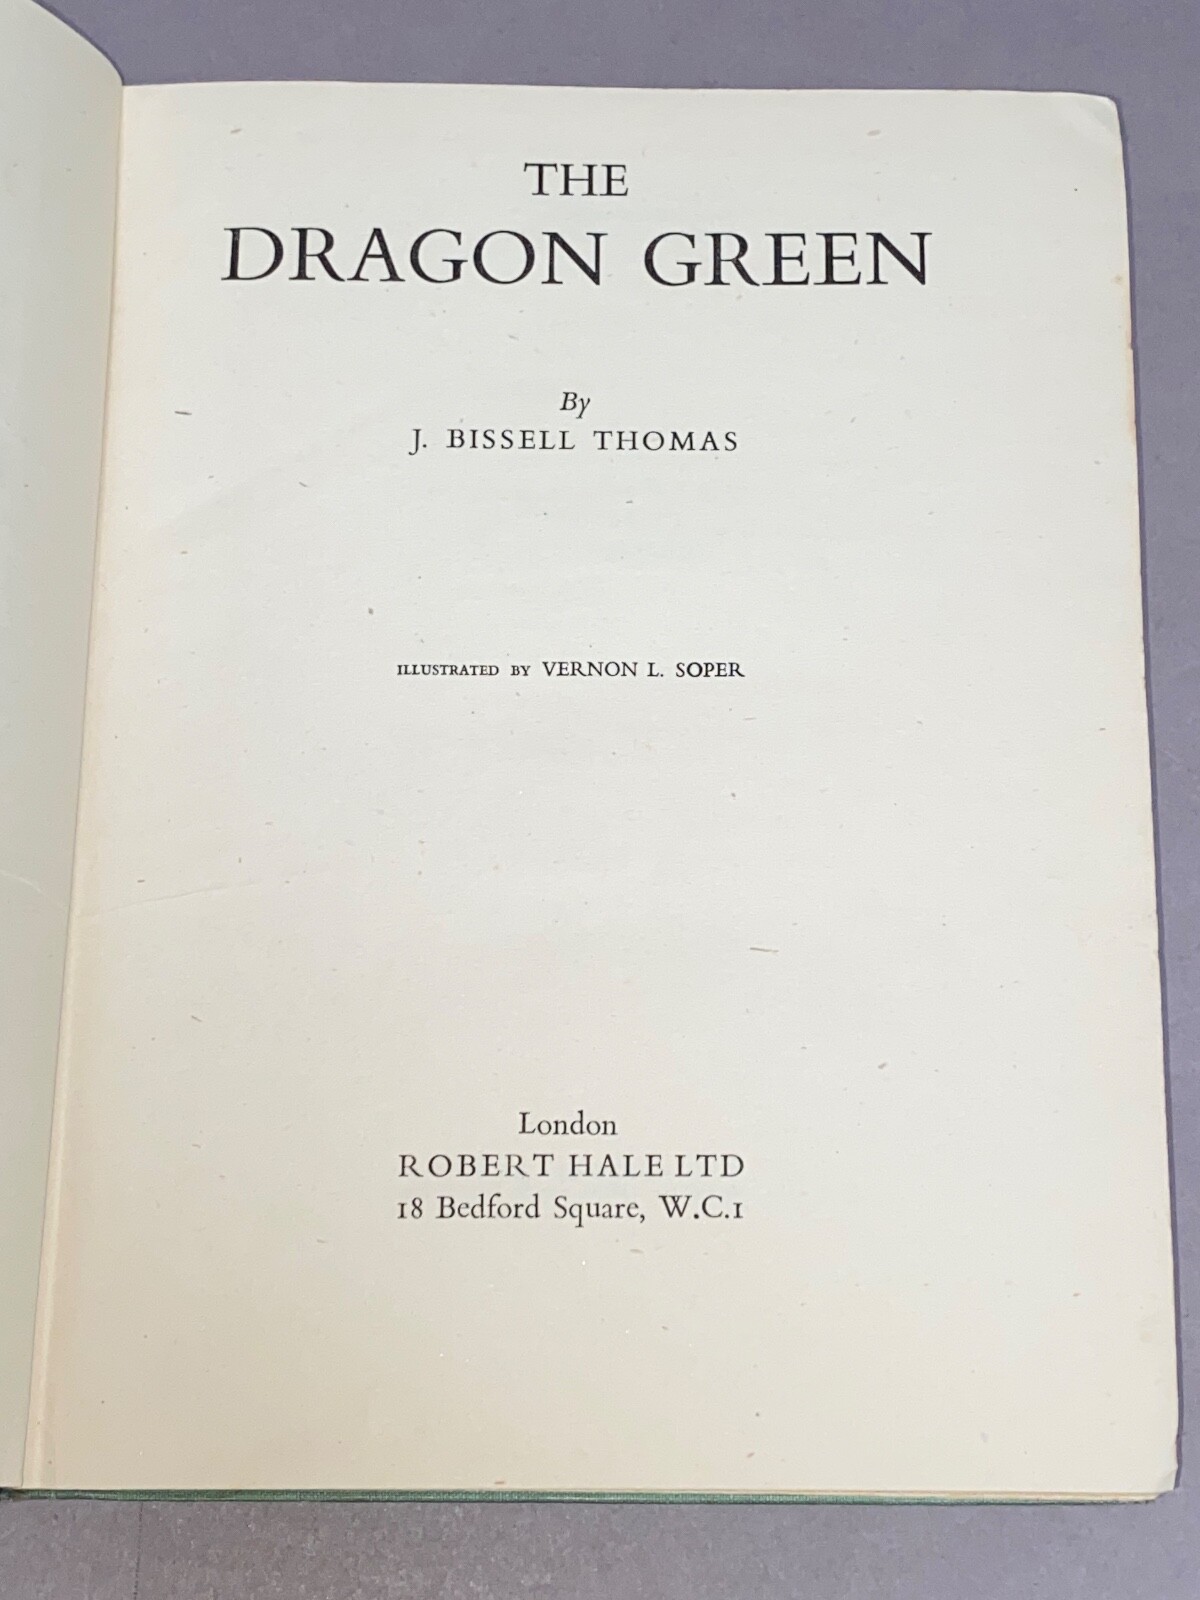 THE
DRAGON GREEN
By
J. BISSELL THOMAS
ILLUSTRATED BY VERNON L. SOPER
London
ROBERT HALE LTD
18 Bedford Square, W.C.1